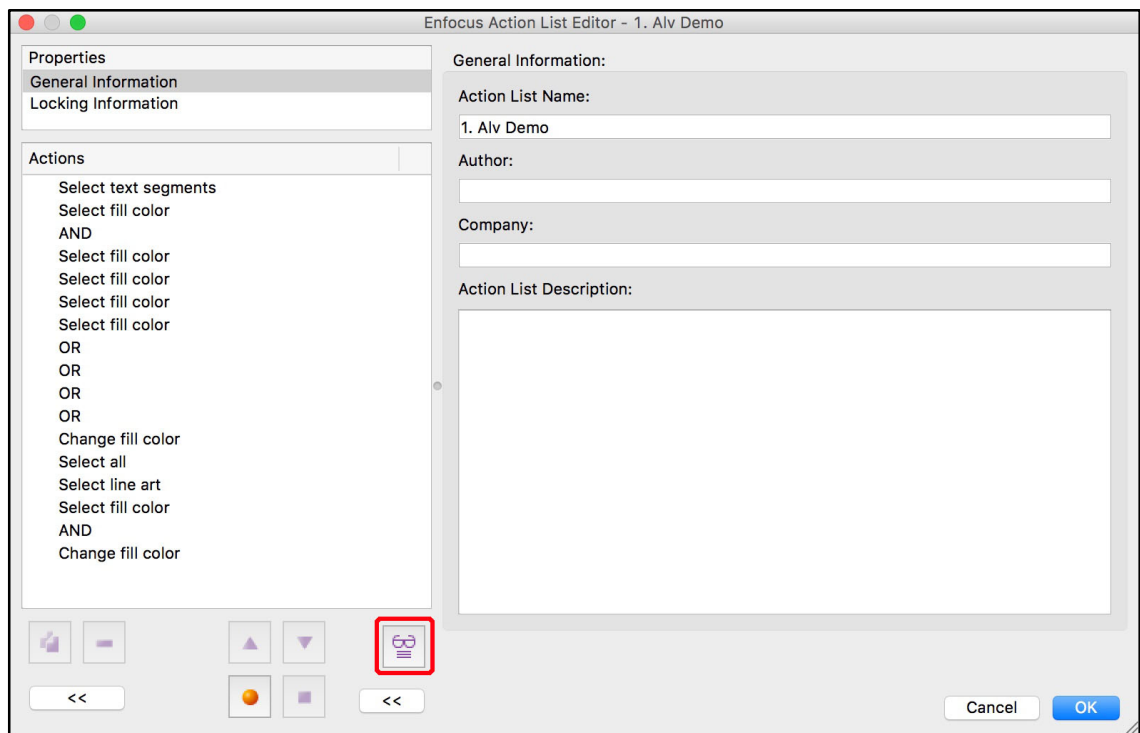 Enfocus Action List Editor - 1. Alv Demo
Properties
General Information
Locking Information
Actions
Select text segments
Select fill color
AND
Select fill color
Select fill color
Select fill color
Select fill color
OR
OR
OR
OR
Change fill color
Select all
Select line art
Select fill color
AND
Change fill color
<<
<<
General Information:
Action List Name:
1. Alv Demo
Author:
Company:
Action List Description:
Cancel
OK